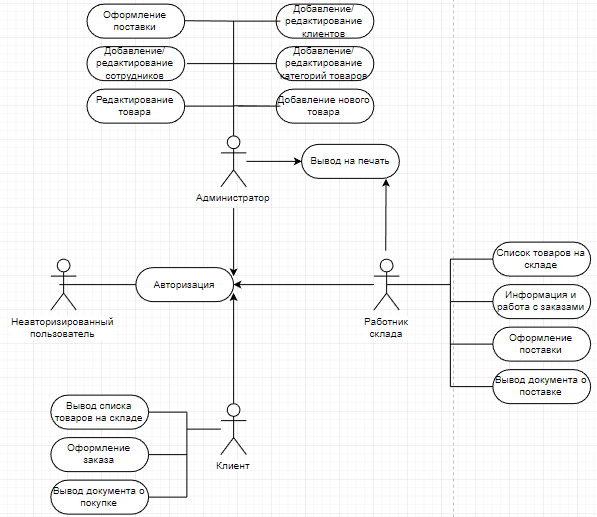 Оформление
поставки
Добавление/
редактирование
клиентов
Добавление/
редактирование
сотрудников
Добавление/
редактирование
категорий товаров
Редактирование
товара
Добавление нового
товара
Вывод на печать
Администратор
Авторизация
Неавторизированный
пользователь
Работник
склада
Список товаров на
складе
Информация и
работа с заказами
Оформление
поставки
Вывод документа о
поставке
Вывод списка
товаров на складе
Оформление
заказа
Вывод документа о
покупке
Клиент